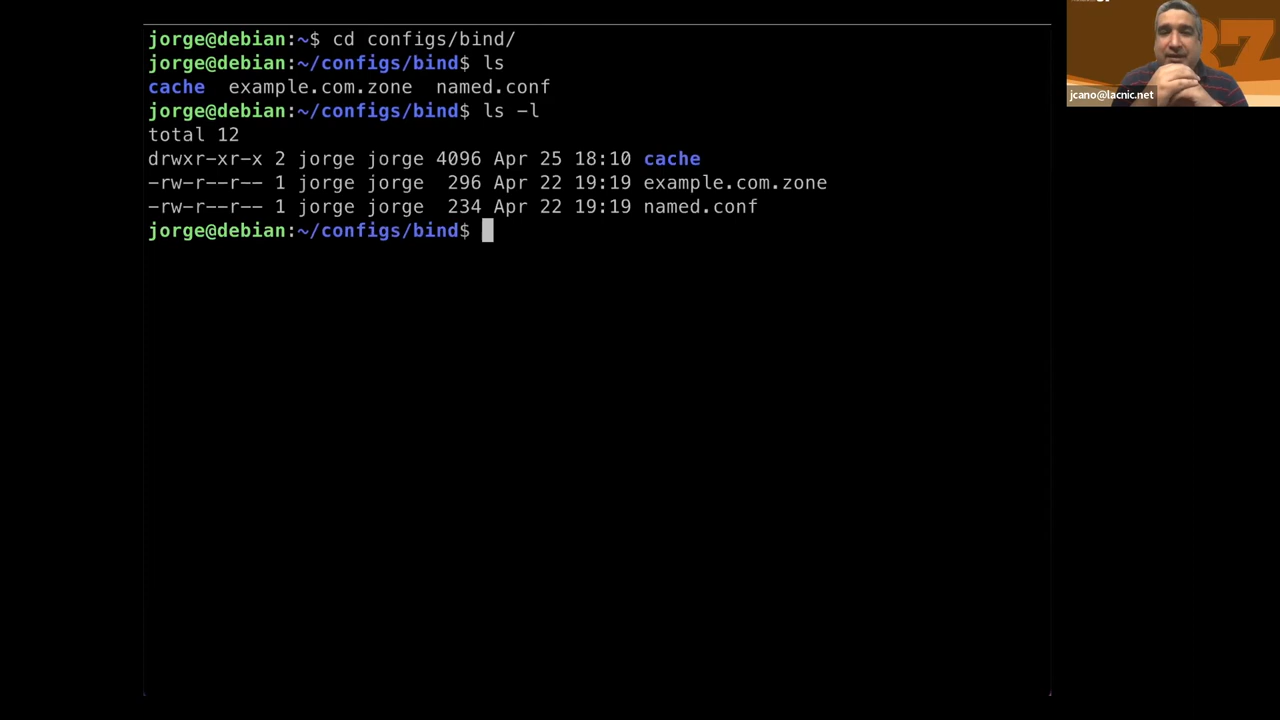 jorge@debian:~$ cd configs/bind/
jorge@debian:~/configs/bind$ ls
cache  example.com.zone  named.conf
jorge@debian:~/configs/bind$ ls -l
total 12
drwxr-xr-x 2 jorge jorge 4096 Apr 25 18:10 cache
-rw-r--r-- 1 jorge jorge  296 Apr 22 19:19 example.com.zone
-rw-r--r-- 1 jorge jorge  234 Apr 22 19:19 named.conf
jorge@debian:~/configs/bind$
37
jcano@lacnic.net